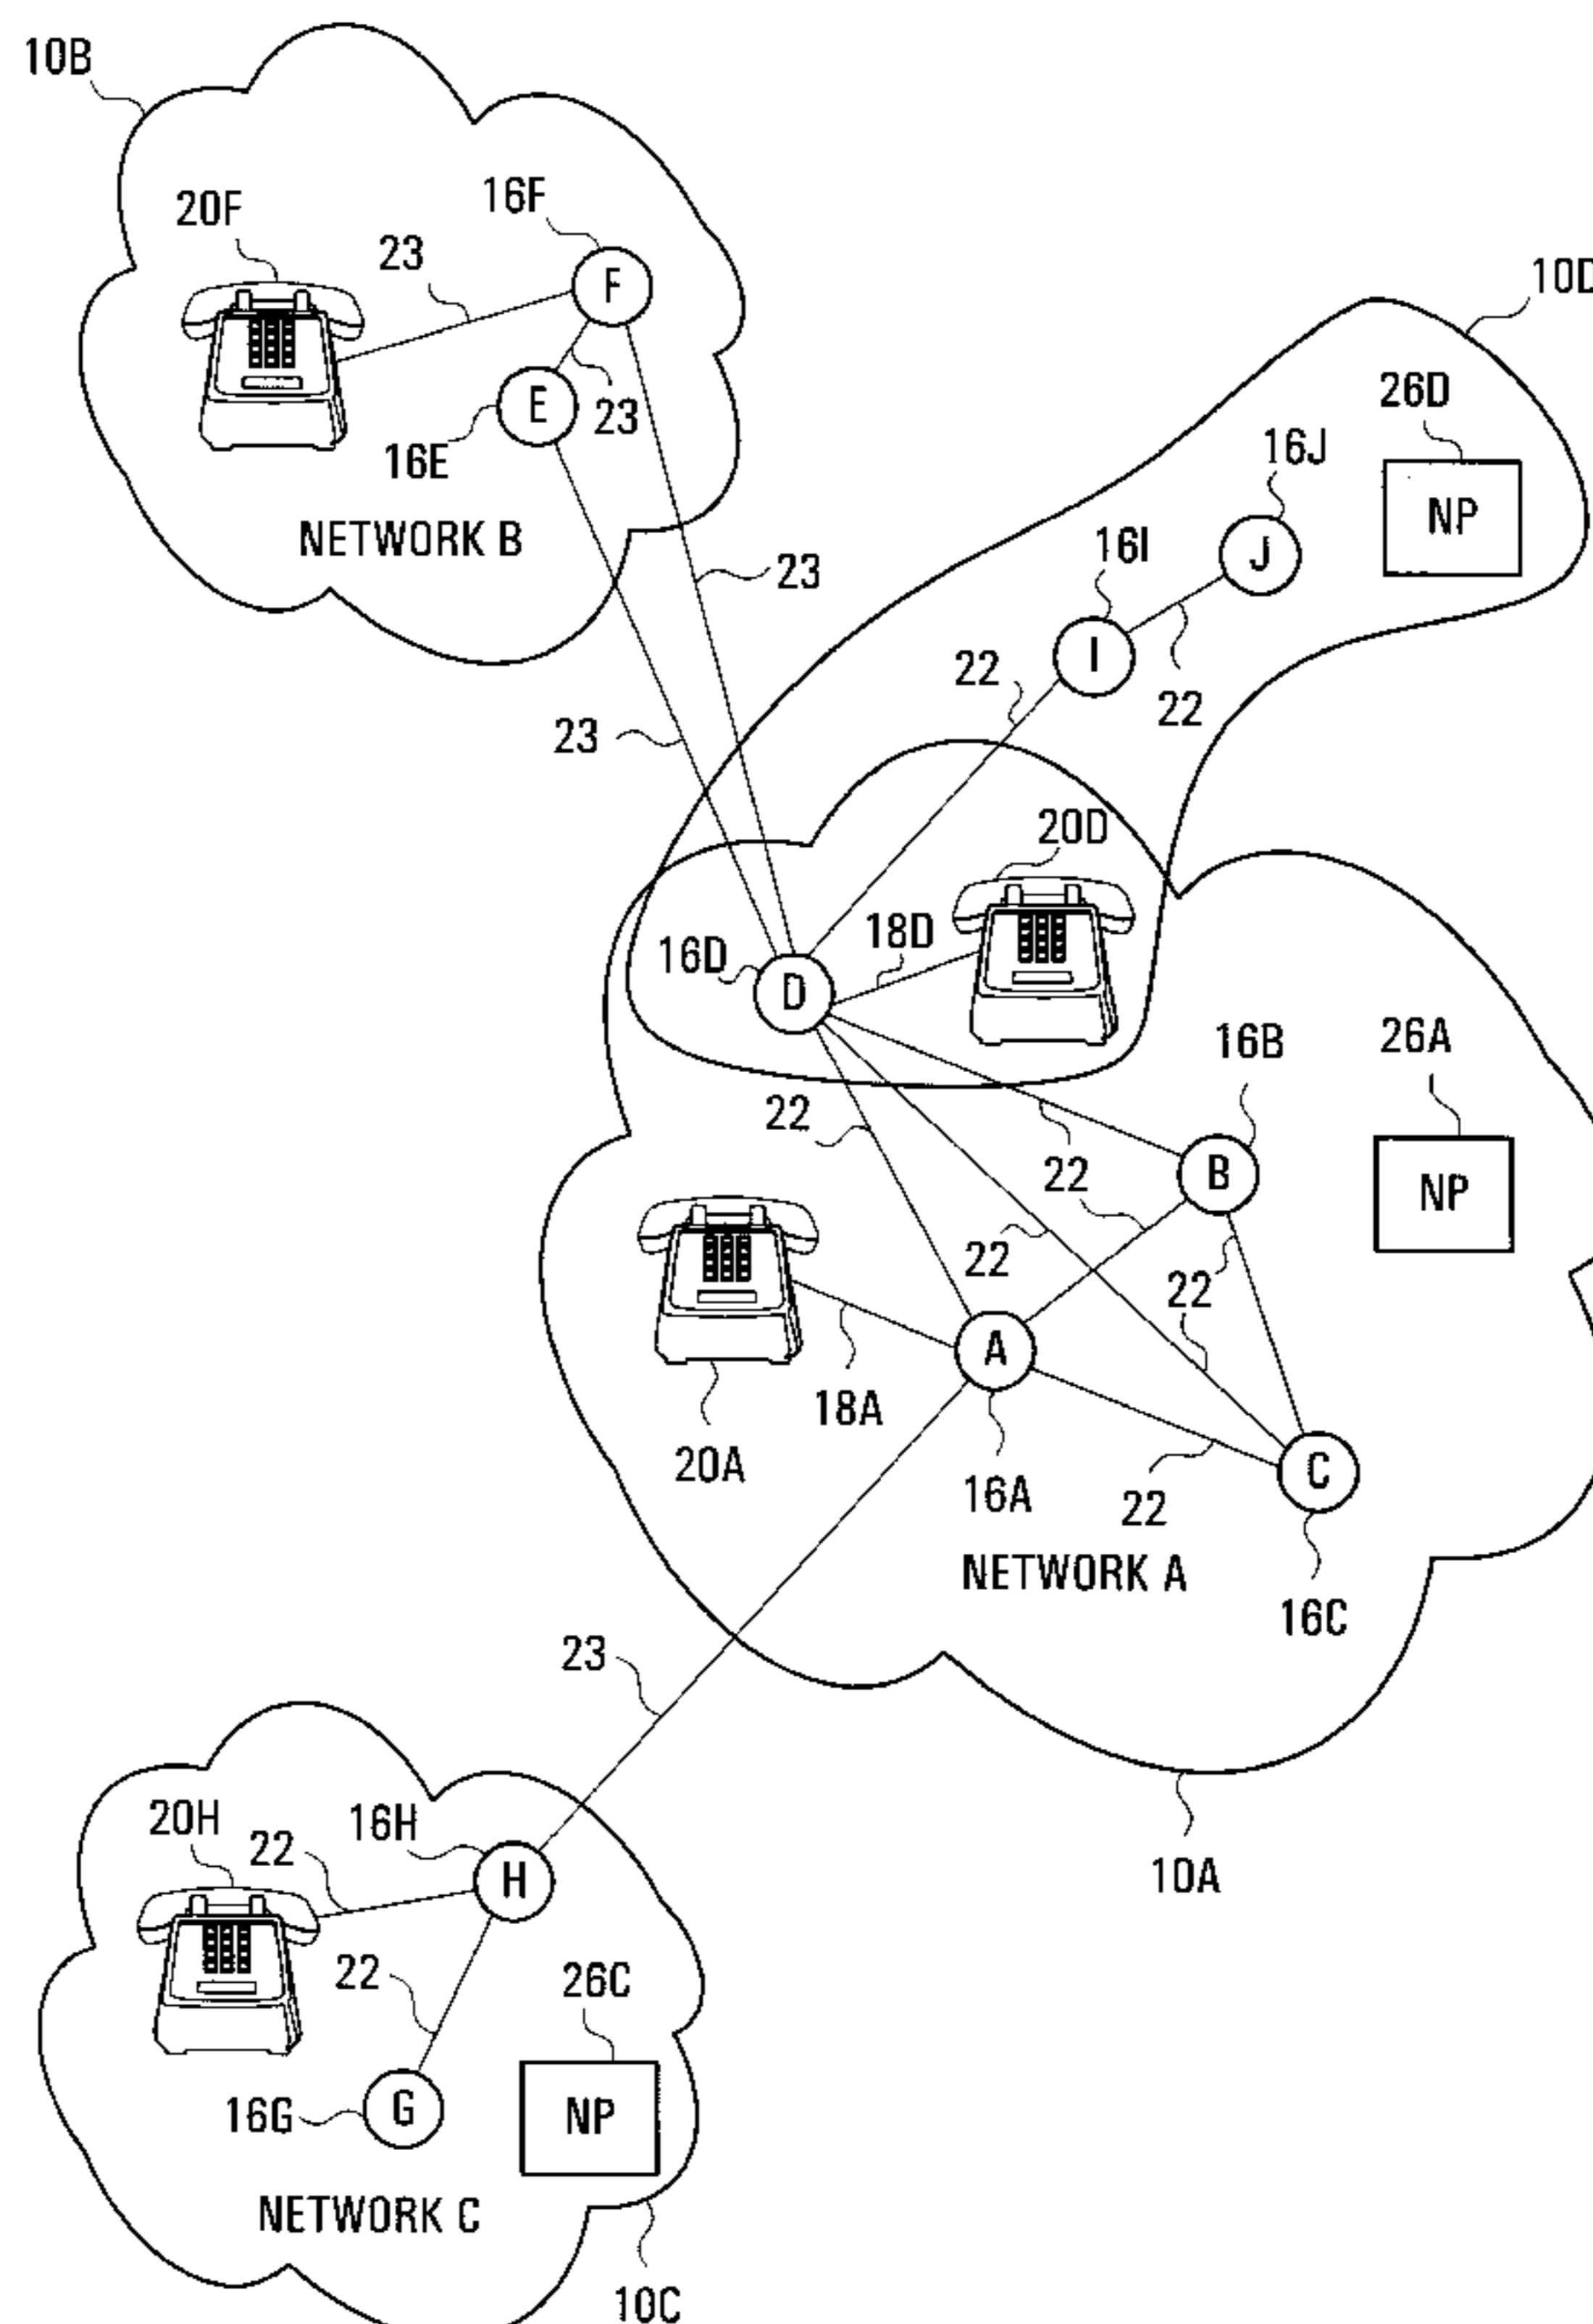 10B
20F
16F
23
F
E
23
16E
NETWORK B
10D
26D
16J
NP
J
16I
I
23
22
22
23
20D
18D
16D
D
16B
26A
22
B
NP
22
22
22
A
20A
18A
16A
22
C
22
NETWORK A
16C
23
10A
20H
22
16H
H
22
26C
16G
G
NP
NETWORK C
10C